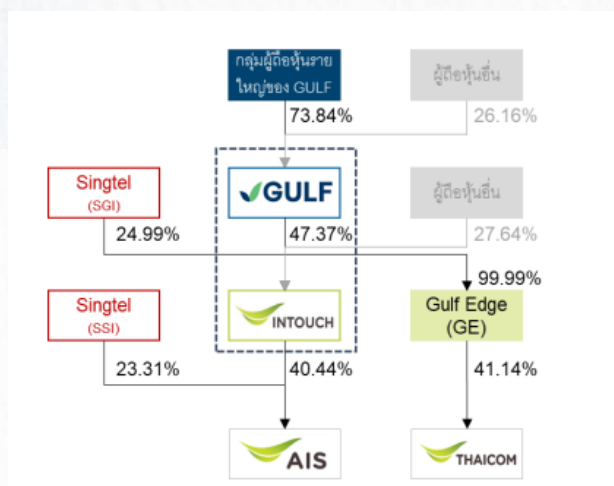 กลุ่มผู้ถือหุ้นราย
ใหญ่ของ GULF
ผู้ถือหุ้นอื่น
73.84%
26.16%
Singtel
(SGI)
GULF
ผู้ถือหุ้นอื่น
24.99%
47.37%
27.64%
99.99%
Singtel
(SSI)
INTOUCH
Gulf Edge
(GE)
23.31%
40.44%
41.14%
AIS
THAICOM